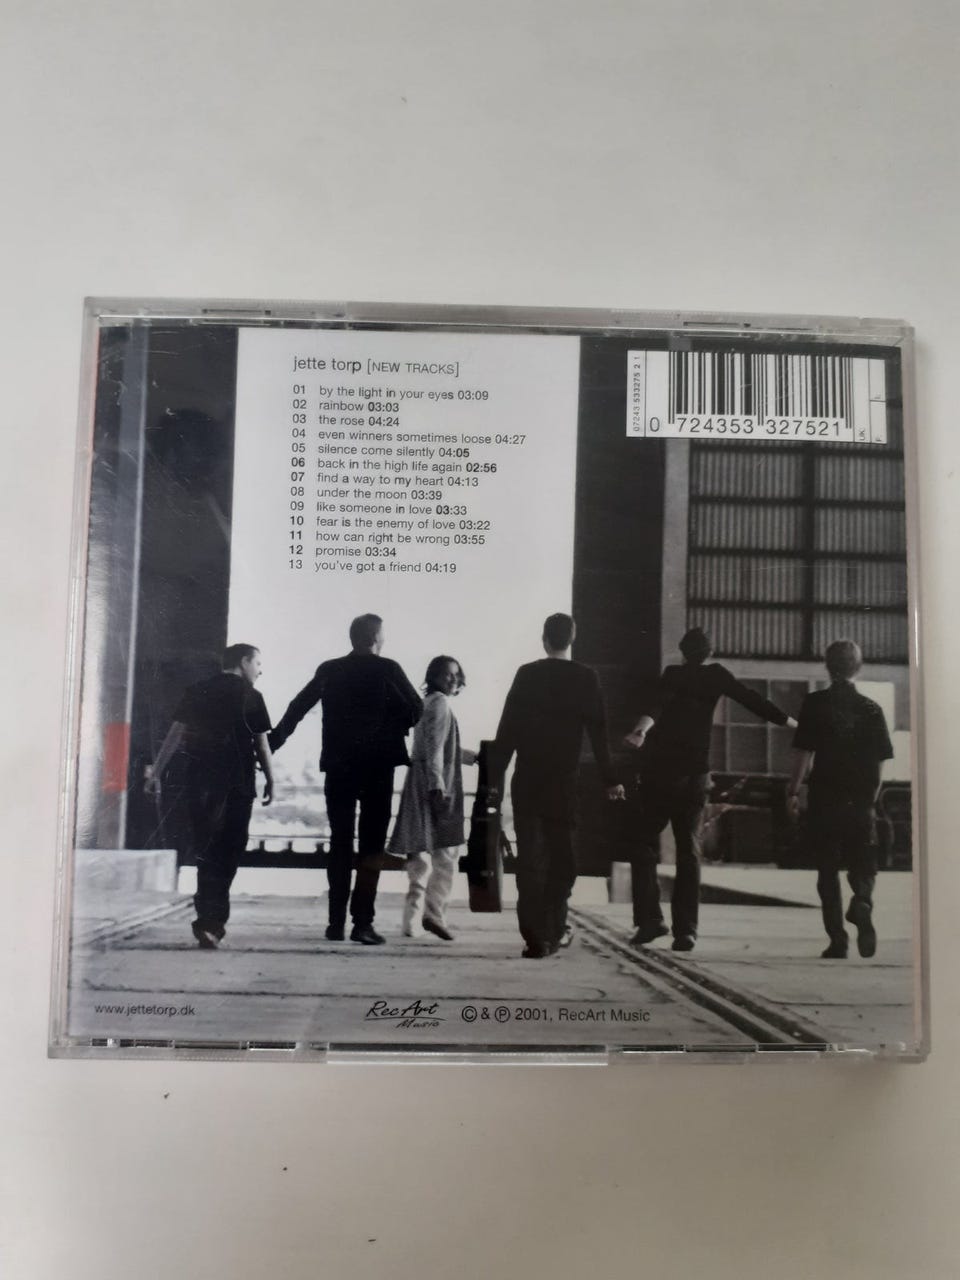 jette torp [NEW TRACKS]
01 by the light in your eyes 03:09
02 rainbow 03:03
03 the rose 04:24
04 even winners sometimes loose 04:27
05 silence come silently 04:05
06 back in the high life again 02:56
07 find a way to my heart 04:13
08 under the moon 03:39
09 like someone in love 03:33
10 fear is the enemy of love 03:22
11 how can right be wrong 03:55
12 promise 03:34
13 you've got a friend 04:19
07243 533275 2 1
0 724353 327521
UK:
F:
www.jettetorp.dk
RecArt Music
© & ℗ 2001, RecArt Music